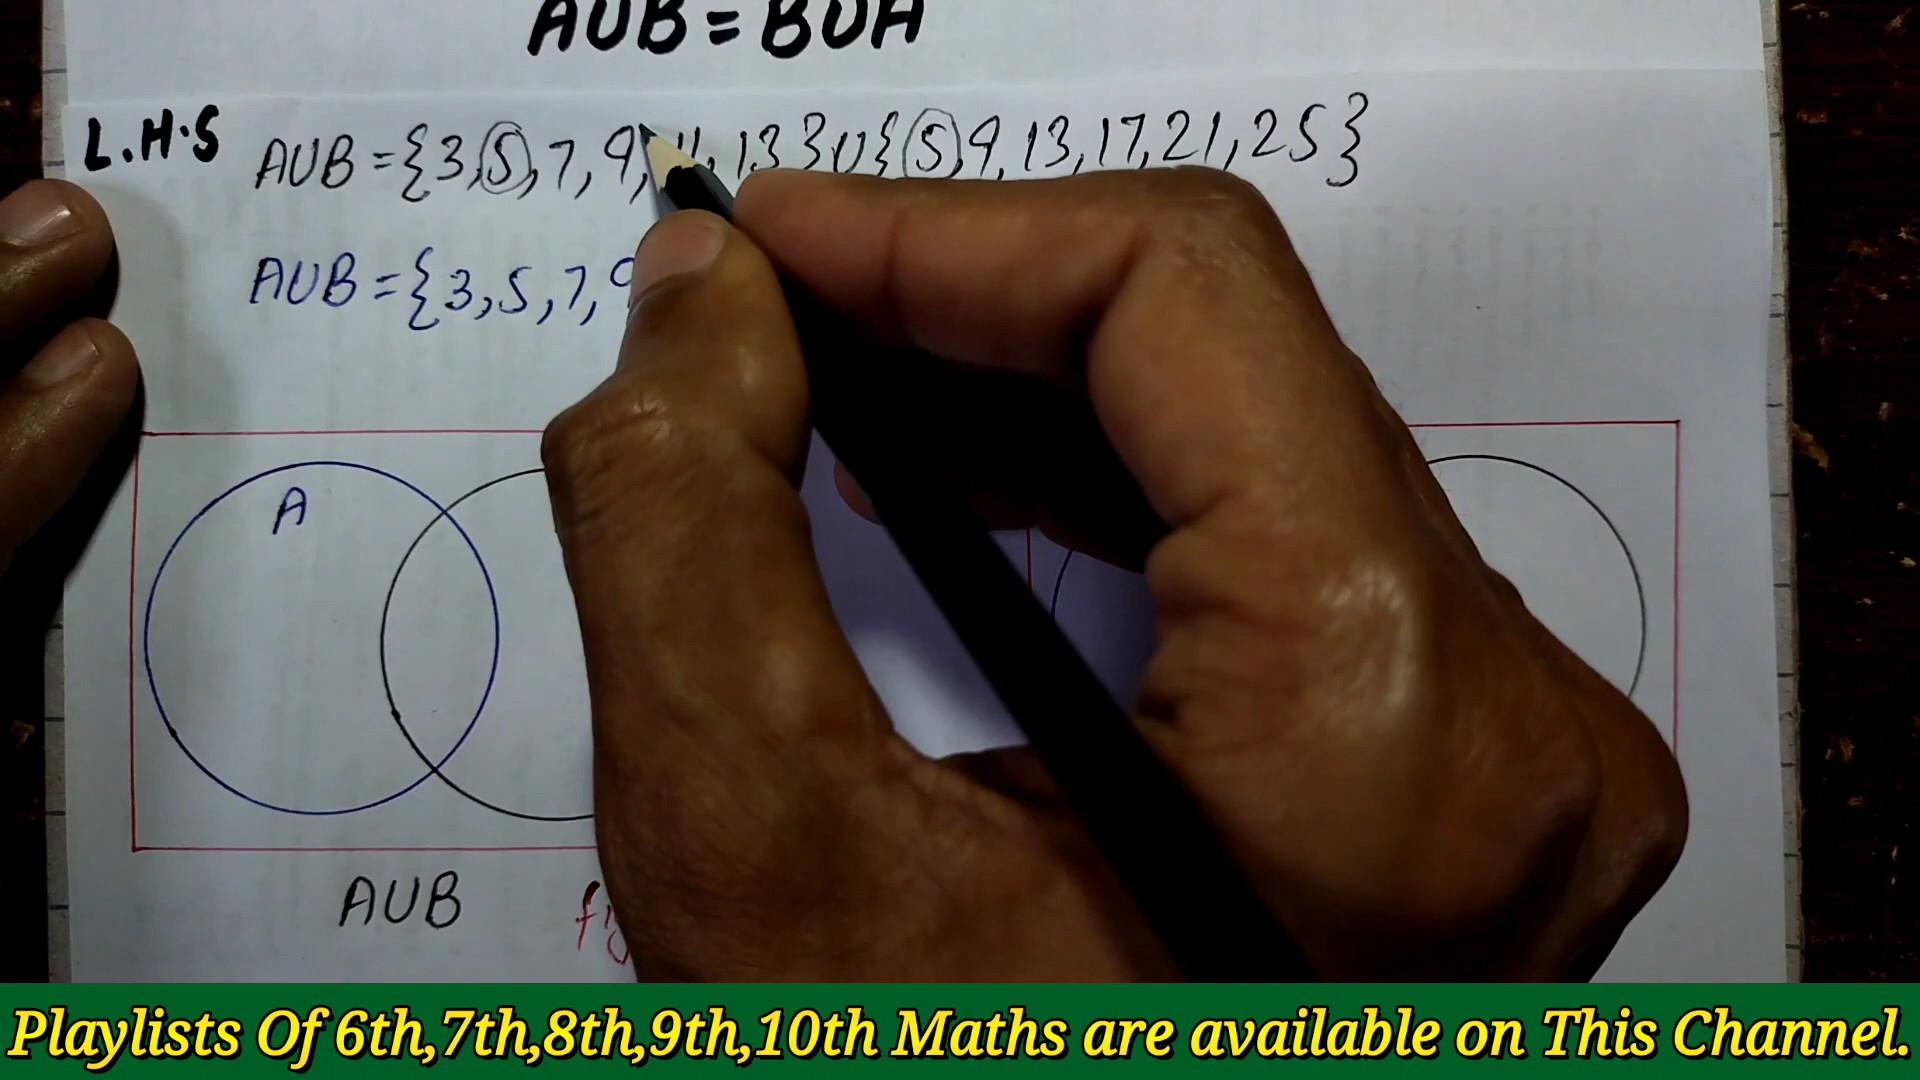 AUB = BUA
L.H.S AUB = {3,5,7,9,11,13}U{5,9,13,17,21,25}
AUB = {3,5,7,9
A
AUB
Playlists Of 6th,7th,8th,9th,10th Maths are available on This Channel.